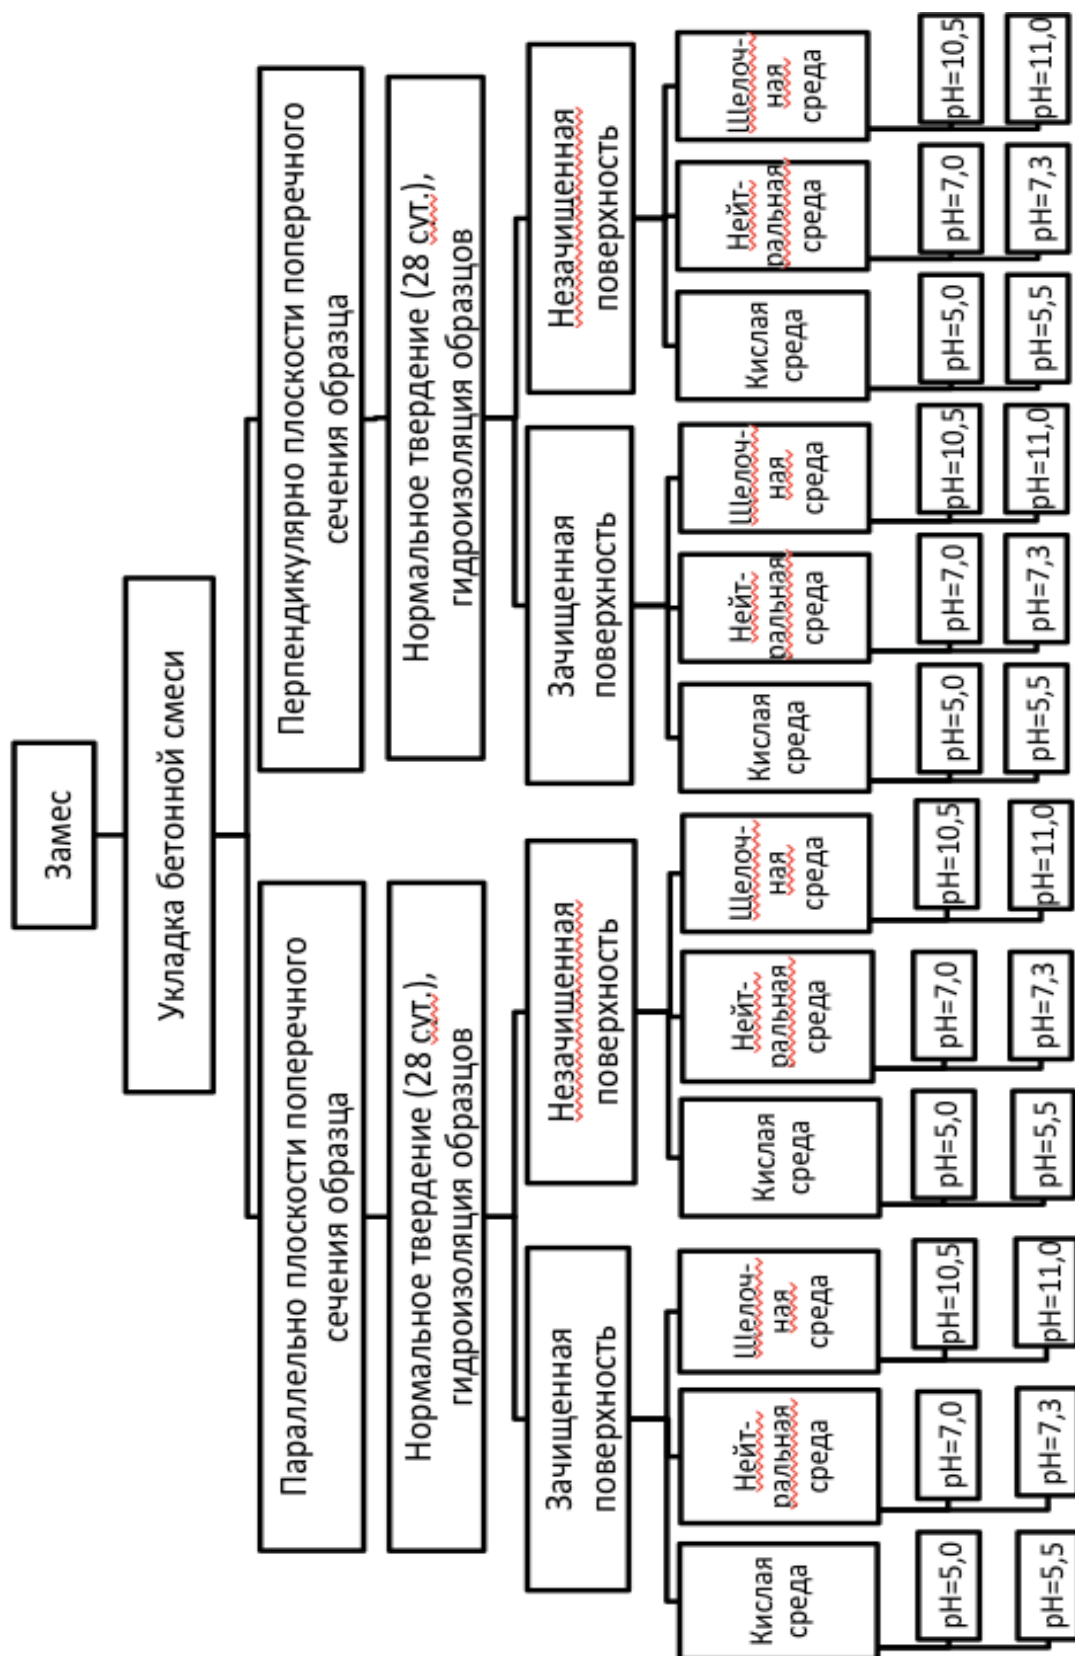 Замес
Укладка бетонной смеси
Параллельно плоскости поперечного
сечения образца
Перпендикулярно плоскости поперечного
сечения образца
Нормальное твердение (28 сут.),
гидроизоляция образцов
Нормальное твердение (28 сут.),
гидроизоляция образцов
Зачищенная
поверхность
Незачищенная
поверхность
Зачищенная
поверхность
Незачищенная
поверхность
Кислая
среда
Нейт-
ральная
среда
Щелоч-
ная
среда
Кислая
среда
Нейт-
ральная
среда
Щелоч-
ная
среда
Кислая
среда
Нейт-
ральная
среда
Щелоч-
ная
среда
Кислая
среда
Нейт-
ральная
среда
Щелоч-
ная
среда
pH=5,0
pH=7,0
pH=10,5
pH=5,0
pH=7,0
pH=10,5
pH=5,0
pH=7,0
pH=10,5
pH=5,0
pH=7,0
pH=10,5
pH=5,5
pH=7,3
pH=11,0
pH=5,5
pH=7,3
pH=11,0
pH=5,5
pH=7,3
pH=11,0
pH=5,5
pH=7,3
pH=11,0